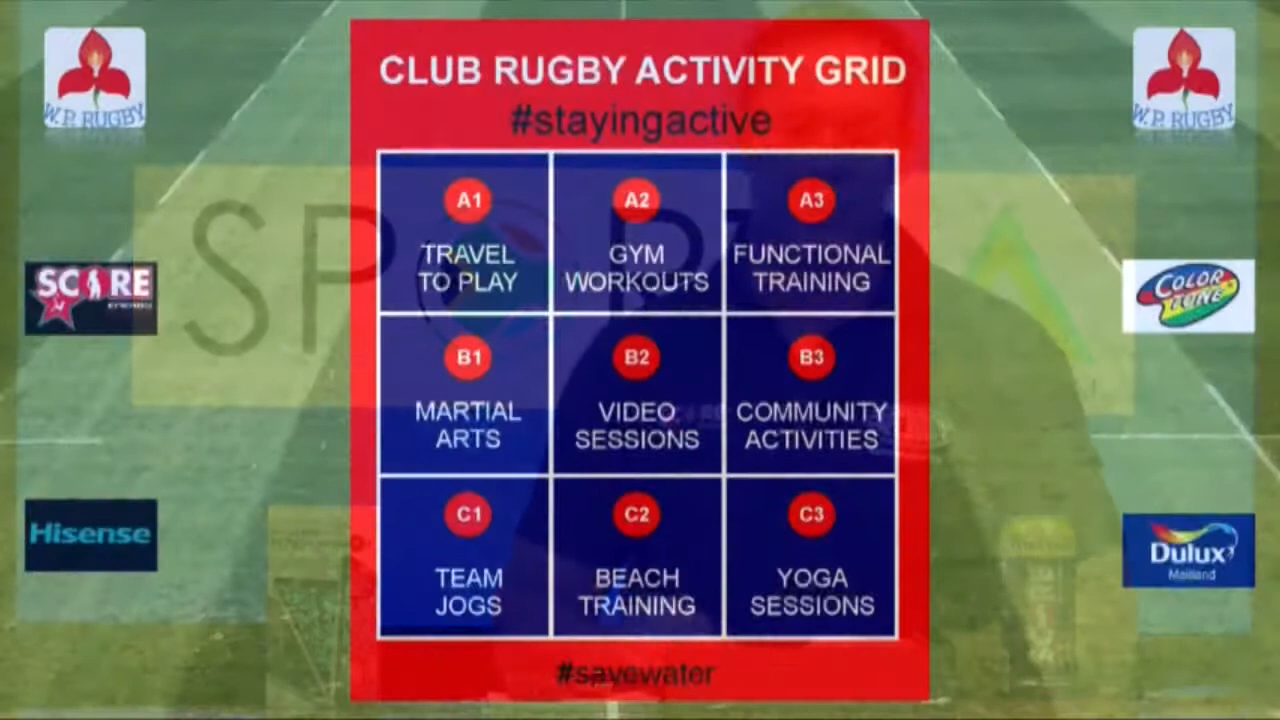 CLUB RUGBY ACTIVITY GRID
#stayingactive
W.P. RUGBY
W.P. RUGBY
A1
TRAVEL
TO PLAY
A2
GYM
WORKOUTS
A3
FUNCTIONAL
TRAINING
SCORE
COLOR
ZONE
B1
MARTIAL
ARTS
B2
VIDEO
SESSIONS
B3
COMMUNITY
ACTIVITIES
Hisense
Dulux
Maitland
C1
TEAM
JOGS
C2
BEACH
TRAINING
C3
YOGA
SESSIONS
#savewater